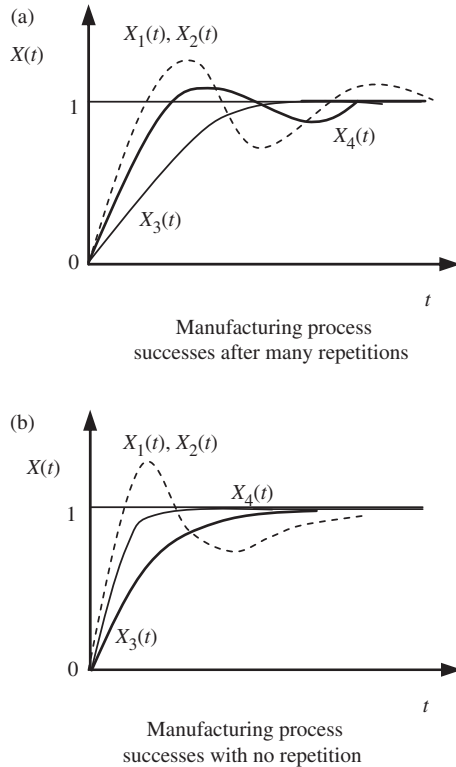 (a)
X₁(t), X₂(t)
X(t)
1
X₄(t)
X₃(t)
0
t
Manufacturing process
successes after many repetitions
(b)
X₁(t), X₂(t)
X(t)
X₄(t)
1
X₃(t)
0
t
Manufacturing process
successes with no repetition